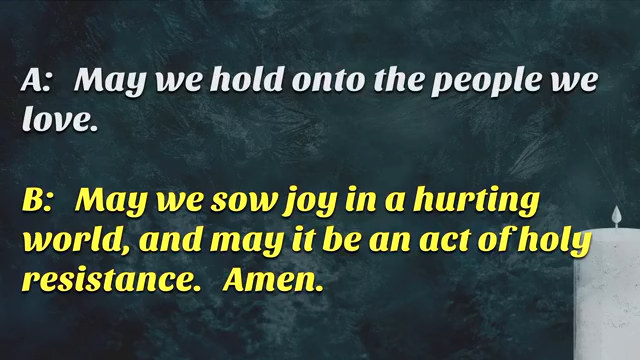 A:   May we hold onto the people we
love.
B:   May we sow joy in a hurting
world, and may it be an act of holy
resistance.   Amen.